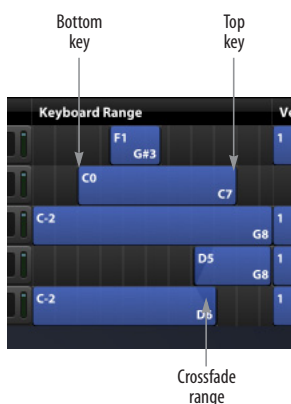 Bottom
key
Top
key
Keyboard Range
F1
G#3
1
C0
C7
C-2
G8
1
D5
G8
1
C-2
D6
1
Crossfade
range